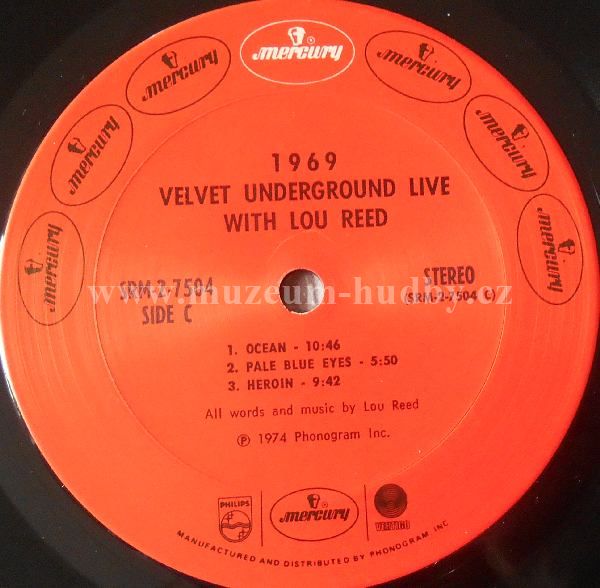 mercury
mercury
mercury
mercury
mercury
mercury
mercury
1969
VELVET UNDERGROUND LIVE
WITH LOU REED
SRM-2-7504
SIDE C
STEREO
(SRM-2-7504 C)
www.muzeum-hudby.cz
1. OCEAN - 10:46
2. PALE BLUE EYES - 5:50
3. HEROIN - 9:42
All words and music by Lou Reed
℗ 1974 Phonogram Inc.
PHILIPS
mercury
VERTIGO
MANUFACTURED AND DISTRIBUTED BY PHONOGRAM, INC.